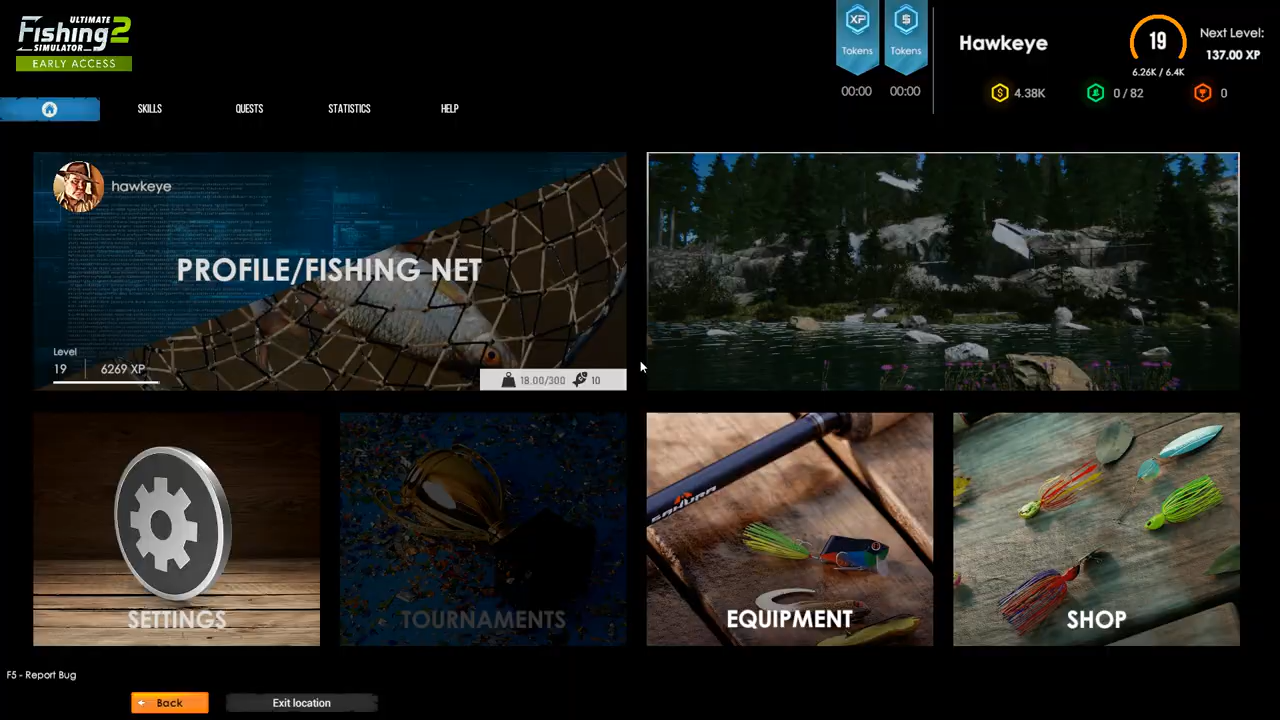 ULTIMATE
Fishing 2
SIMULATOR
EARLY ACCESS
XP
Tokens
00:00
$
Tokens
00:00
Hawkeye
19
6.26K / 6.4K
Next Level:
137.00 XP
$ 4.38K
0 / 82
0
SKILLS
QUESTS
STATISTICS
HELP
hawkeye
PROFILE/FISHING NET
Level
19
6269 XP
18.00/300
10
SETTINGS
TOURNAMENTS
SAKURA
EQUIPMENT
SHOP
F5 - Report Bug
Back
Exit location